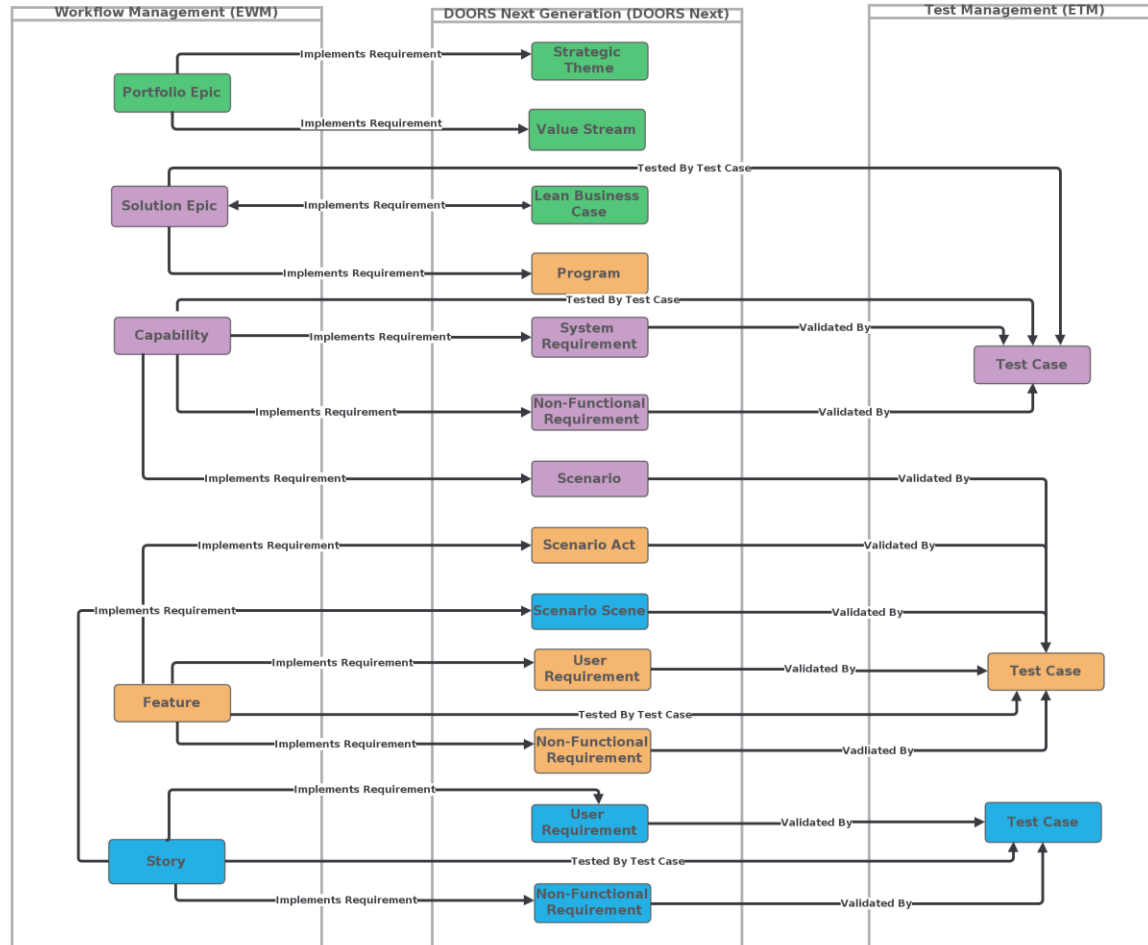 Workflow Management (EWM)
DOORS Next Generation (DOORS Next)
Test Management (ETM)
Implements Requirement
Strategic
Theme
Portfolio Epic
Implements Requirement
Value Stream
Tested By Test Case
Solution Epic
Implements Requirement
Lean Business
Case
Implements Requirement
Program
Tested By Test Case
Capability
Implements Requirement
System
Requirement
Validated By
Test Case
Implements Requirement
Non-Functional
Requirement
Validated By
Implements Requirement
Scenario
Validated By
Implements Requirement
Scenario Act
Validated By
Implements Requirement
Scenario Scene
Validated By
Implements Requirement
User
Requirement
Validated By
Test Case
Feature
Tested By Test Case
Implements Requirement
Non-Functional
Requirement
Vadliated By
Implements Requirement
User
Requirement
Validated By
Test Case
Story
Tested By Test Case
Implements Requirement
Non-Functional
Requirement
Validated By